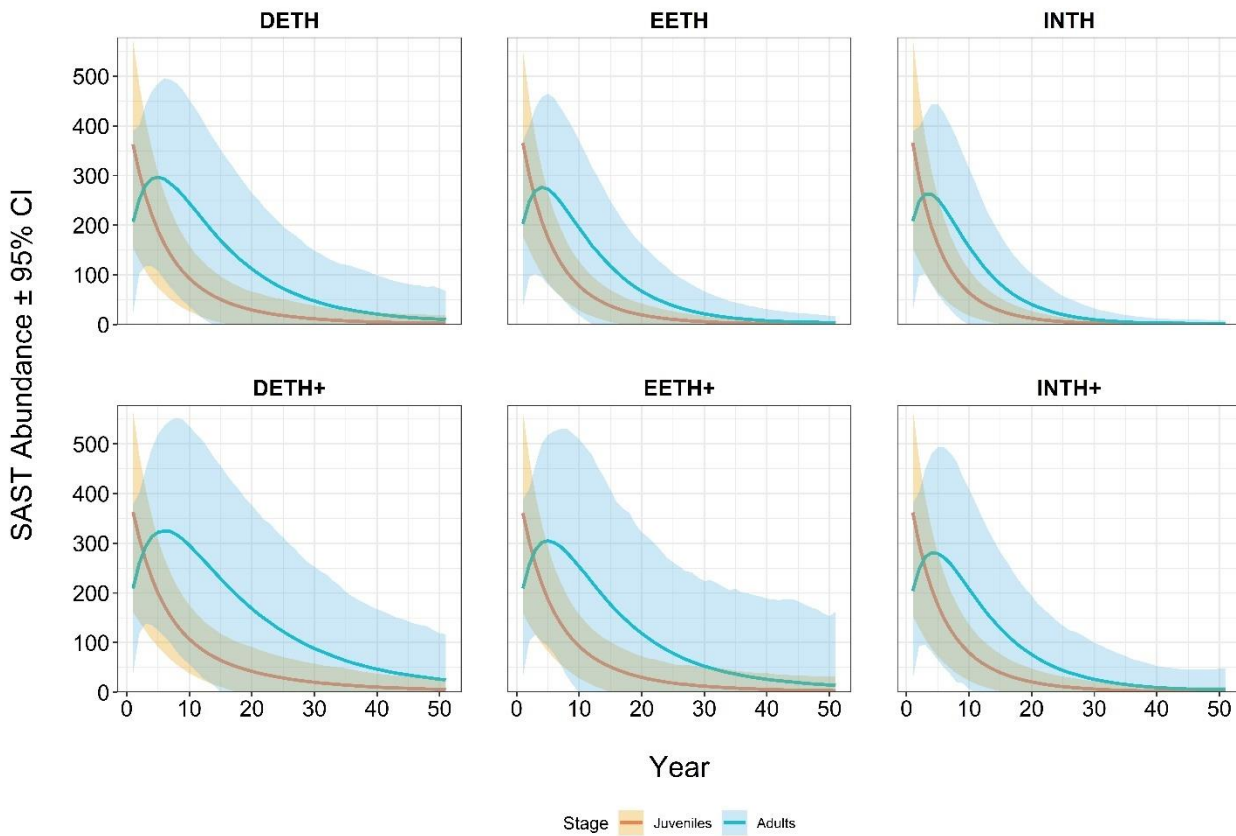 DETH EETH INTH
500
400
300
200
100
0
SAST Abundance ± 95% CI
DETH+ EETH+ INTH+
500
400
300
200
100
0
0 10 20 30 40 50 0 10 20 30 40 50 0 10 20 30 40 50
Year
Stage Juveniles Adults